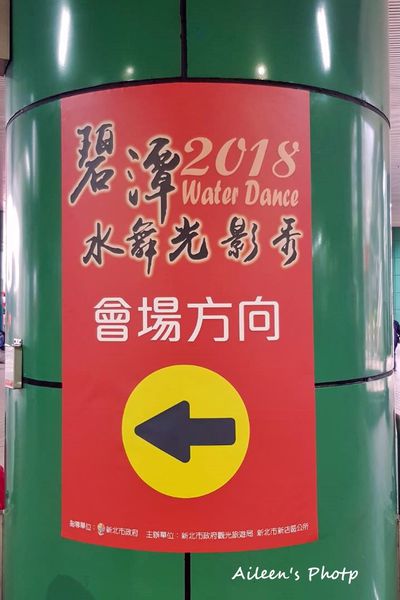 碧潭 2018
Water Dance
水舞光影秀
會場方向
指導單位：新北市政府 主辦單位：新北市政府觀光旅遊局 新北市新店區公所
Aileen's Photp